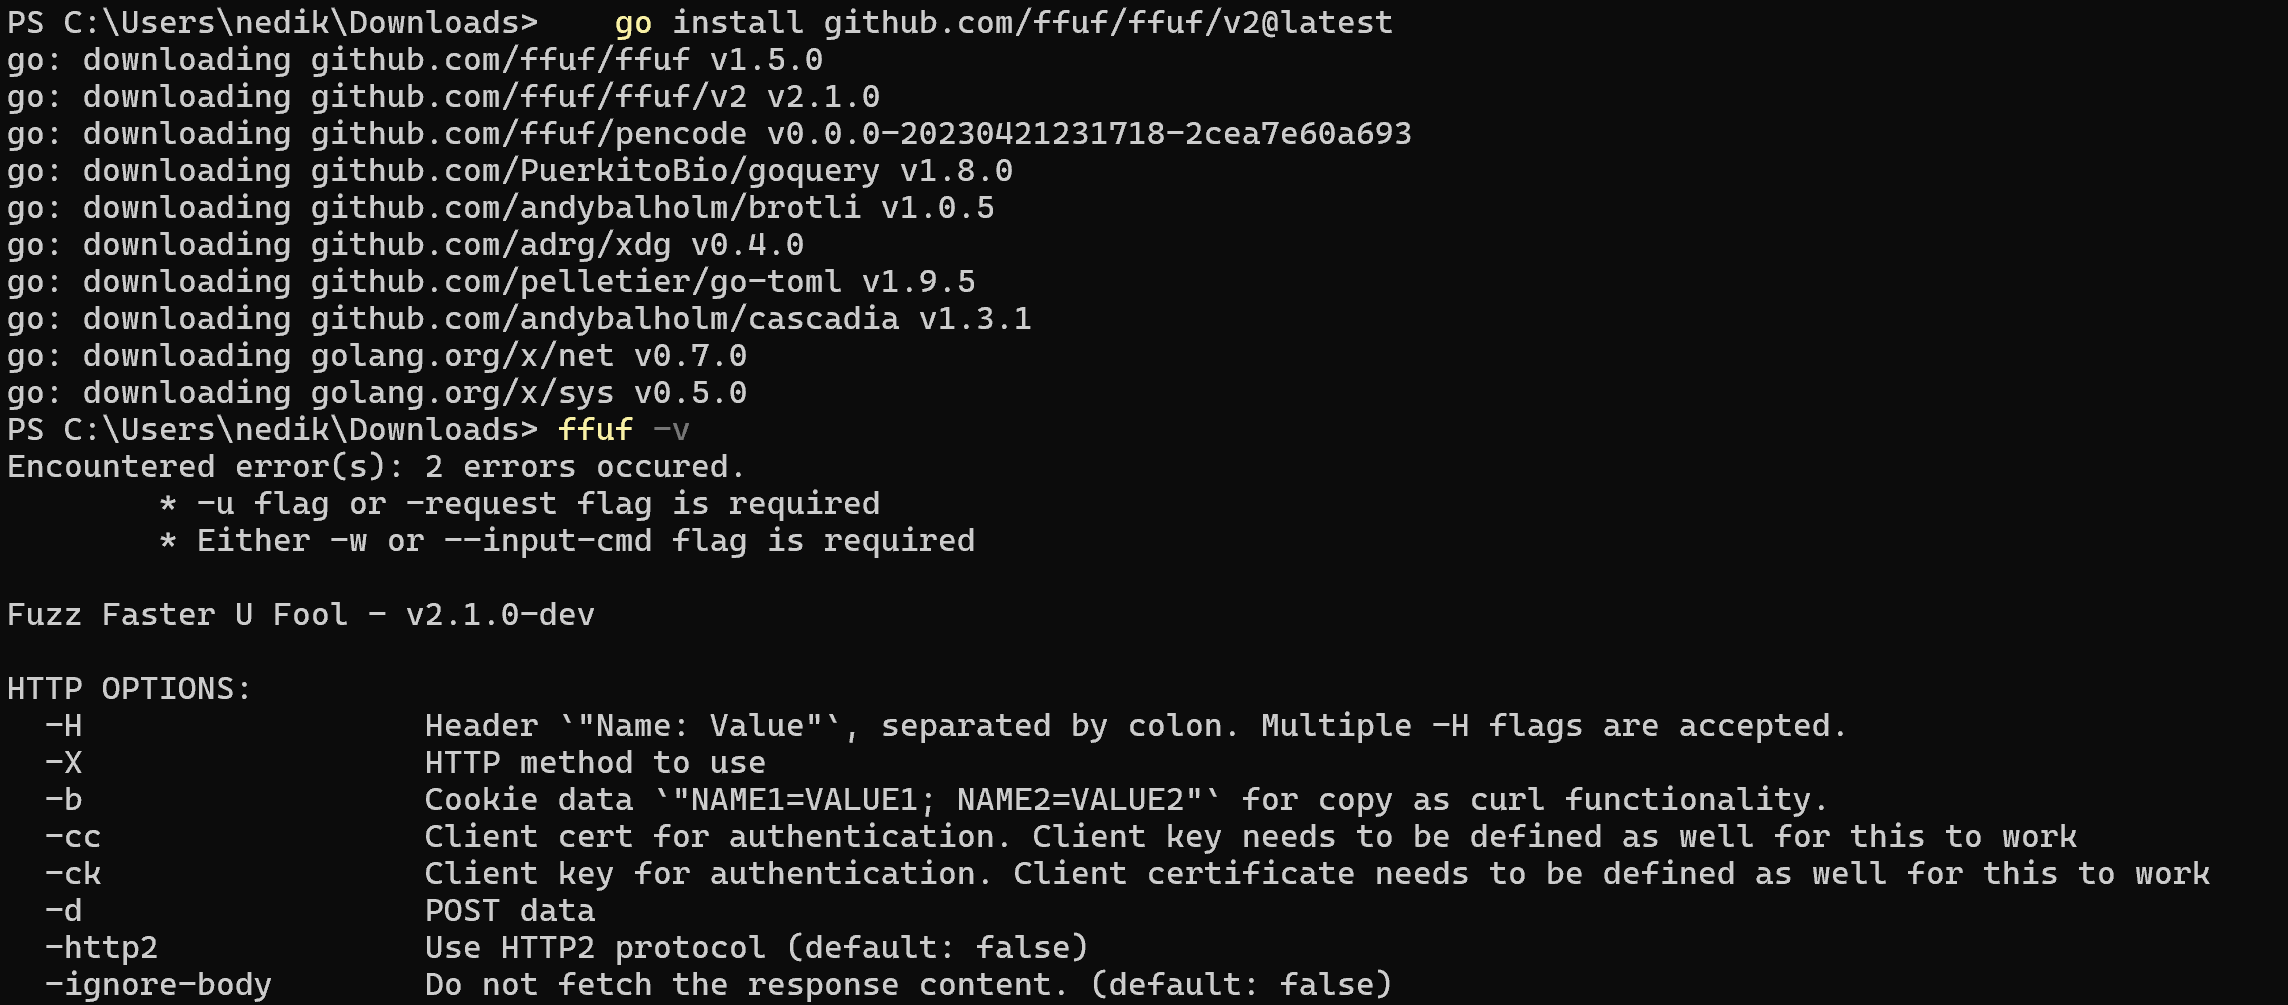 PS C:\Users\nedik\Downloads>    go install github.com/ffuf/ffuf/v2@latest
go: downloading github.com/ffuf/ffuf v1.5.0
go: downloading github.com/ffuf/ffuf/v2 v2.1.0
go: downloading github.com/ffuf/pencode v0.0.0-20230421231718-2cea7e60a693
go: downloading github.com/PuerkitoBio/goquery v1.8.0
go: downloading github.com/andybalholm/brotli v1.0.5
go: downloading github.com/adrg/xdg v0.4.0
go: downloading github.com/pelletier/go-toml v1.9.5
go: downloading github.com/andybalholm/cascadia v1.3.1
go: downloading golang.org/x/net v0.7.0
go: downloading golang.org/x/sys v0.5.0
PS C:\Users\nedik\Downloads> ffuf -v
Encountered error(s): 2 errors occured.
        * -u flag or -request flag is required
        * Either -w or --input-cmd flag is required

Fuzz Faster U Fool - v2.1.0-dev

HTTP OPTIONS:
  -H                  Header `"Name: Value"`, separated by colon. Multiple -H flags are accepted.
  -X                  HTTP method to use
  -b                  Cookie data `"NAME1=VALUE1; NAME2=VALUE2"` for copy as curl functionality.
  -cc                 Client cert for authentication. Client key needs to be defined as well for this to work
  -ck                 Client key for authentication. Client certificate needs to be defined as well for this to work
  -d                  POST data
  -http2              Use HTTP2 protocol (default: false)
  -ignore-body        Do not fetch the response content. (default: false)